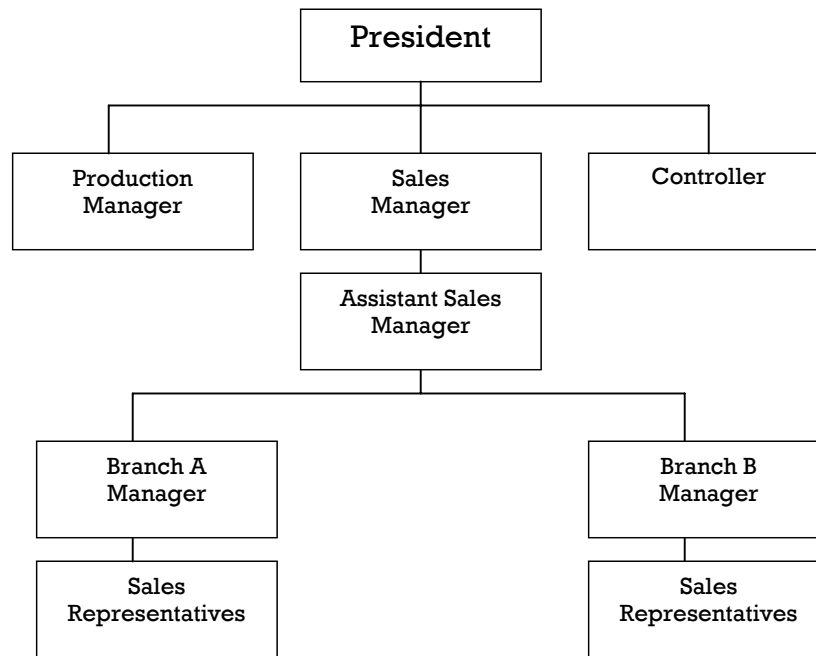 President
Production
Manager
Sales
Manager
Controller
Assistant Sales
Manager
Branch A
Manager
Branch B
Manager
Sales
Representatives
Sales
Representatives